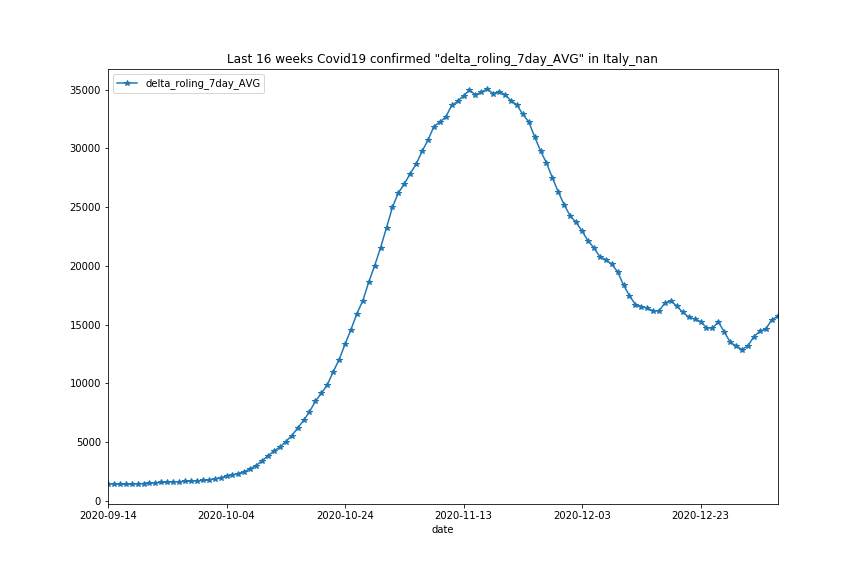 Last 16 weeks Covid19 confirmed "delta_roling_7day_AVG" in Italy_nan
delta_roling_7day_AVG
35000
30000
25000
20000
15000
10000
5000
0
2020-09-14 2020-10-04 2020-10-24 2020-11-13 2020-12-03 2020-12-23
date